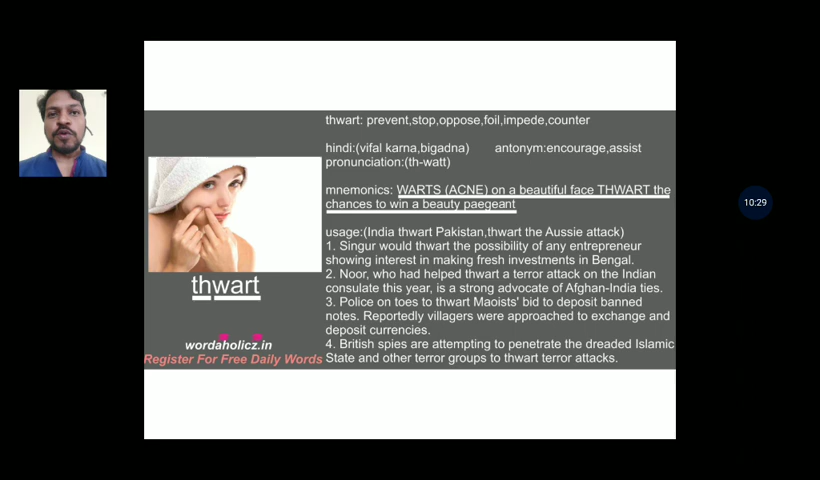 thwart: prevent,stop,oppose,foil,impede,counter
hindi:(vifal karna,bigadna) antonym:encourage,assist
pronunciation:(th-watt)
mnemonics: WARTS (ACNE) on a beautiful face THWART the
chances to win a beauty paegeant
usage:(India thwart Pakistan,thwart the Aussie attack)
1. Singur would thwart the possibility of any entrepreneur
showing interest in making fresh investments in Bengal.
2. Noor, who had helped thwart a terror attack on the Indian
consulate this year, is a strong advocate of Afghan-India ties.
3. Police on toes to thwart Maoists' bid to deposit banned
notes. Reportedly villagers were approached to exchange and
deposit currencies.
4. British spies are attempting to penetrate the dreaded Islamic
State and other terror groups to thwart terror attacks.
thwart
wordaholicz.in
Register For Free Daily Words
10:29